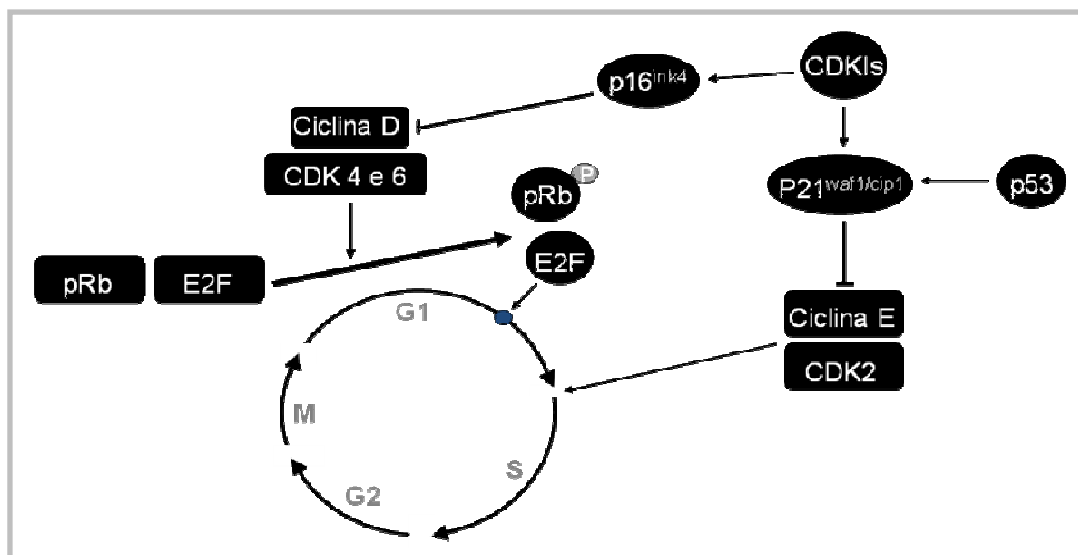 CDKIs
p16ink4
Ciclina D
CDK 4 e 6
P
pRb
P21waf1/cip1
p53
E2F
pRb
E2F
G1
Ciclina E
CDK2
M
S
G2